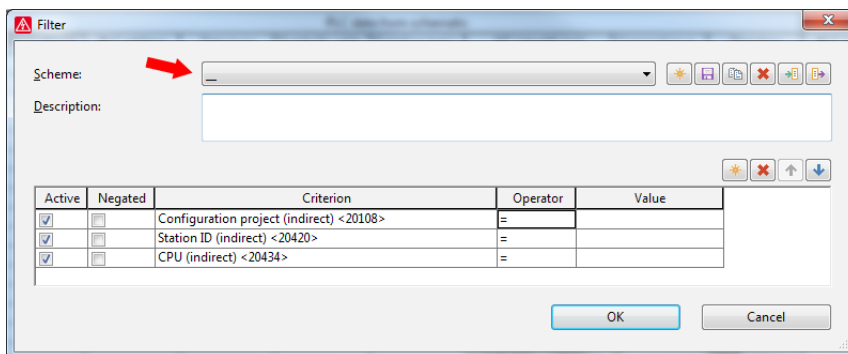 Filter
Scheme:
__
Description:
Active Negated Criterion Operator Value
Configuration project (indirect) <20108> =
Station ID (indirect) <20420> =
CPU (indirect) <20434> =
OK Cancel